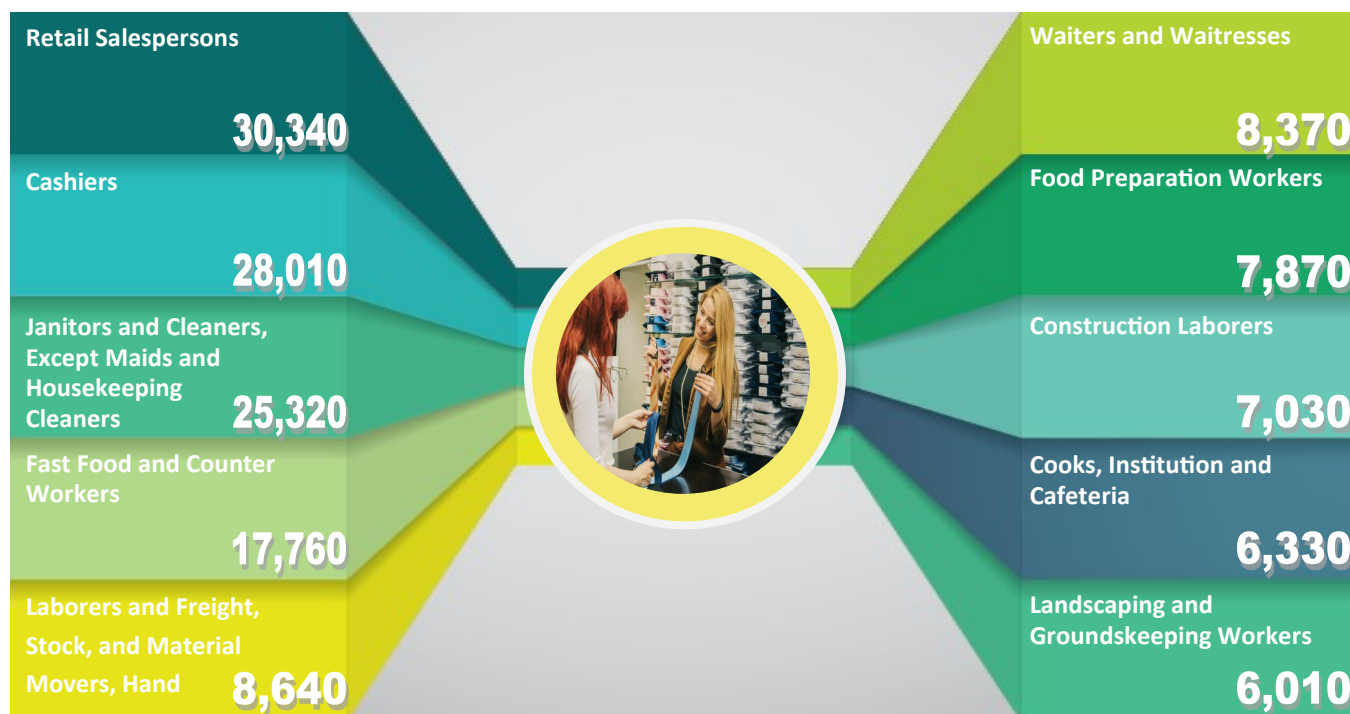 Retail Salespersons
30,340
Cashiers
28,010
Janitors and Cleaners,
Except Maids and
Housekeeping
Cleaners
25,320
Fast Food and Counter
Workers
17,760
Laborers and Freight,
Stock, and Material
Movers, Hand
8,640
Waiters and Waitresses
8,370
Food Preparation Workers
7,870
Construction Laborers
7,030
Cooks, Institution and
Cafeteria
6,330
Landscaping and
Groundskeeping Workers
6,010